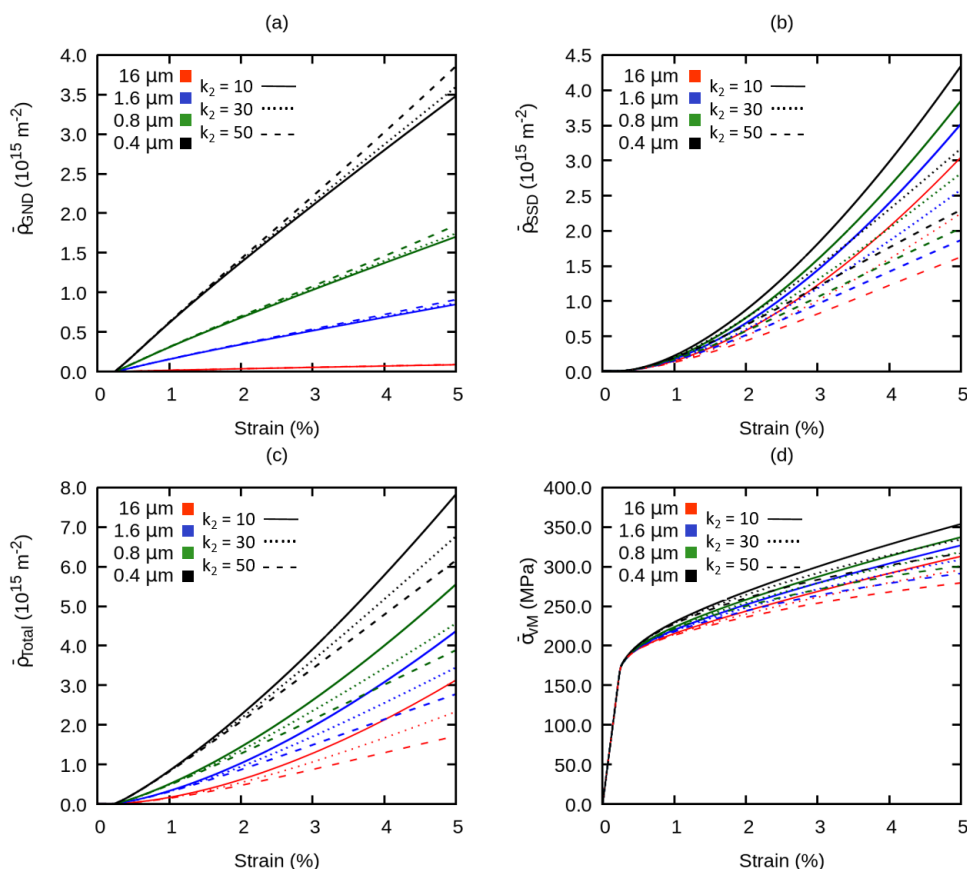 (a)
4.0
3.5
3.0
2.5
2.0
1.5
1.0
0.5
0.0
ρ̄GND (10¹⁵ m⁻²)
16 µm
1.6 µm
0.8 µm
0.4 µm
k₂ = 10
k₂ = 30
k₂ = 50
0 1 2 3 4 5
Strain (%)
(b)
4.5
4.0
3.5
3.0
2.5
2.0
1.5
1.0
0.5
0.0
ρ̄SSD (10¹⁵ m⁻²)
16 µm
1.6 µm
0.8 µm
0.4 µm
k₂ = 10
k₂ = 30
k₂ = 50
0 1 2 3 4 5
Strain (%)
(c)
8.0
7.0
6.0
5.0
4.0
3.0
2.0
1.0
0.0
ρ̄Total (10¹⁵ m⁻²)
16 µm
1.6 µm
0.8 µm
0.4 µm
k₂ = 10
k₂ = 30
k₂ = 50
0 1 2 3 4 5
Strain (%)
(d)
400.0
350.0
300.0
250.0
200.0
150.0
100.0
50.0
0.0
σ̄VM (MPa)
16 µm
1.6 µm
0.8 µm
0.4 µm
k₂ = 10
k₂ = 30
k₂ = 50
0 1 2 3 4 5
Strain (%)